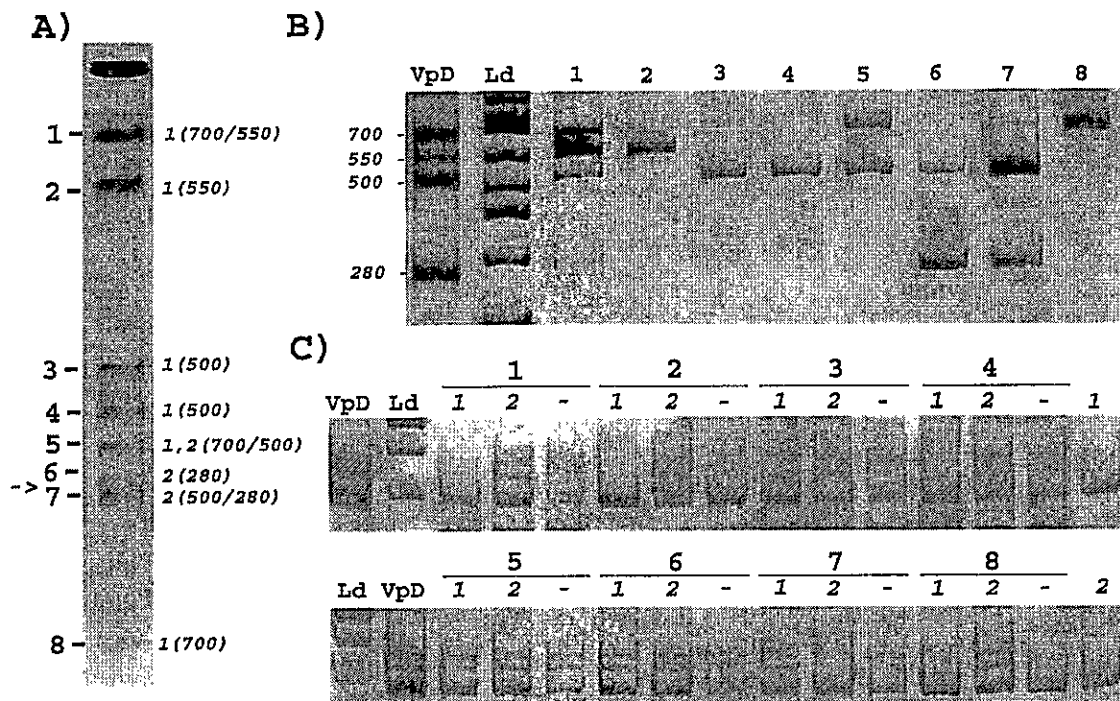 A)
1 – 1(700/550)
2 – 1(550)
3 – 1(500)
4 – 1(500)
5 – 1,2(700/500)
6 – 2(280)
7 – 2(500/280)
8 – 1(700)
B)
VpD Ld 1 2 3 4 5 6 7 8
700 –
550 –
500 –
280 –
C)
1 2 3 4
VpD Ld 1 2 - 1 2 - 1 2 - 1 2 - 1
5 6 7 8
Ld VpD 1 2 - 1 2 - 1 2 - 1 2 - 2